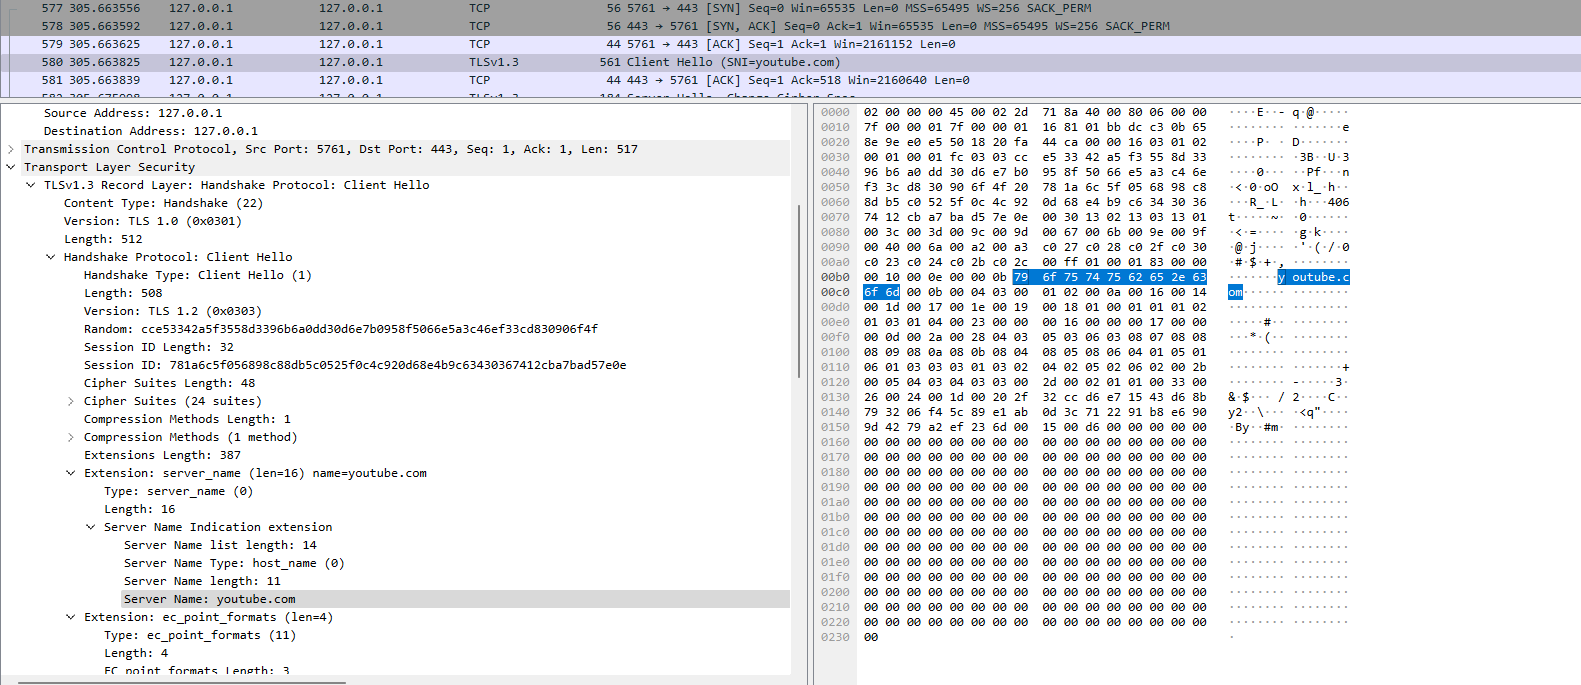 577 305.663556 127.0.0.1 127.0.0.1 TCP 56 5761 → 443 [SYN] Seq=0 Win=65535 Len=0 MSS=65495 WS=256 SACK_PERM
578 305.663592 127.0.0.1 127.0.0.1 TCP 56 443 → 5761 [SYN, ACK] Seq=0 Ack=1 Win=65535 Len=0 MSS=65495 WS=256 SACK_PERM
579 305.663625 127.0.0.1 127.0.0.1 TCP 44 5761 → 443 [ACK] Seq=1 Ack=1 Win=2161152 Len=0
580 305.663825 127.0.0.1 127.0.0.1 TLSv1.3 561 Client Hello (SNI=youtube.com)
581 305.663839 127.0.0.1 127.0.0.1 TCP 44 443 → 5761 [ACK] Seq=1 Ack=518 Win=2160640 Len=0
Source Address: 127.0.0.1
Destination Address: 127.0.0.1
Transmission Control Protocol, Src Port: 5761, Dst Port: 443, Seq: 1, Ack: 1, Len: 517
Transport Layer Security
TLSv1.3 Record Layer: Handshake Protocol: Client Hello
Content Type: Handshake (22)
Version: TLS 1.0 (0x0301)
Length: 512
Handshake Protocol: Client Hello
Handshake Type: Client Hello (1)
Length: 508
Version: TLS 1.2 (0x0303)
Random: cce53342a5f3558d3396b6a0dd30d6e7b0958f5066e5a3c46ef33cd830906f4f
Session ID Length: 32
Session ID: 781a6c5f056898c88db5c0525f0c4c920d68e4b9c63430367412cba7bad57e0e
Cipher Suites Length: 48
Cipher Suites (24 suites)
Compression Methods Length: 1
Compression Methods (1 method)
Extensions Length: 387
Extension: server_name (len=16) name=youtube.com
Type: server_name (0)
Length: 16
Server Name Indication extension
Server Name list length: 14
Server Name Type: host_name (0)
Server Name length: 11
Server Name: youtube.com
Extension: ec_point_formats (len=4)
Type: ec_point_formats (11)
Length: 4
EC point formats Length: 3
0000 02 00 00 00 45 00 02 2d 71 8a 40 00 80 06 00 00 ····E··- q·@·····
0010 7f 00 00 01 7f 00 00 01 16 81 01 bb dc c3 0b 65 ········ ·······e
0020 8e 9e e0 e5 50 18 20 fa 44 ca 00 00 16 03 01 02 ····P· · D·······
0030 00 01 00 01 fc 03 03 cc e5 33 42 a5 f3 55 8d 33 ········ ·3B··U·3
0040 96 b6 a0 dd 30 d6 e7 b0 95 8f 50 66 e5 a3 c4 6e ····0··· ··Pf···n
0050 f3 3c d8 30 90 6f 4f 20 78 1a 6c 5f 05 68 98 c8 ·<·0·oO  x·l_·h··
0060 8d b5 c0 52 5f 0c 4c 92 0d 68 e4 b9 c6 34 30 36 ···R_·L· ·h···406
0070 74 12 cb a7 ba d5 7e 0e 00 30 13 02 13 03 13 01 t·····~· ·0······
0080 00 3c 00 3d 00 9c 00 9d 00 67 00 6b 00 9e 00 9f ·<·=···· ·g·k····
0090 00 40 00 6a 00 a2 00 a3 c0 27 c0 28 c0 2f c0 30 ·@·j···· ·'·(·/·0
00a0 c0 23 c0 24 c0 2b c0 2c 00 ff 01 00 01 83 00 00 ·#·$·+·, ········
00b0 00 10 00 0e 00 00 0b 79 6f 75 74 75 62 65 2e 63 ·······y outube.c
00c0 6f 6d 00 0b 00 04 03 00 01 02 00 0a 00 16 00 14 om······ ········
00d0 00 1d 00 17 00 1e 00 19 00 18 01 00 01 01 01 02 ········ ········
00e0 01 03 01 04 00 23 00 00 00 16 00 00 00 17 00 00 ·····#·· ········
00f0 00 0d 00 2a 00 28 04 03 05 03 06 03 08 07 08 08 ···*·(·· ········
0100 08 09 08 0a 08 0b 08 04 08 05 08 06 04 01 05 01 ········ ········
0110 06 01 03 03 03 01 03 02 04 02 05 02 06 02 00 2b ········ ·······+
0120 00 05 04 03 04 03 03 00 2d 00 02 01 01 00 33 00 ········ -·····3·
0130 26 00 24 00 1d 00 20 2f 32 cc d6 e7 15 43 d6 8b &·$··· / 2····C··
0140 79 32 06 f4 5c 89 e1 ab 0d 3c 71 22 91 b8 e6 90 y2··\··· ·<q"····
0150 9d 42 79 a2 ef 23 6d 00 15 00 d6 00 00 00 00 00 ·By··#m· ········
0160 00 00 00 00 00 00 00 00 00 00 00 00 00 00 00 00 ········ ········
0170 00 00 00 00 00 00 00 00 00 00 00 00 00 00 00 00 ········ ········
0180 00 00 00 00 00 00 00 00 00 00 00 00 00 00 00 00 ········ ········
0190 00 00 00 00 00 00 00 00 00 00 00 00 00 00 00 00 ········ ········
01a0 00 00 00 00 00 00 00 00 00 00 00 00 00 00 00 00 ········ ········
01b0 00 00 00 00 00 00 00 00 00 00 00 00 00 00 00 00 ········ ········
01c0 00 00 00 00 00 00 00 00 00 00 00 00 00 00 00 00 ········ ········
01d0 00 00 00 00 00 00 00 00 00 00 00 00 00 00 00 00 ········ ········
01e0 00 00 00 00 00 00 00 00 00 00 00 00 00 00 00 00 ········ ········
01f0 00 00 00 00 00 00 00 00 00 00 00 00 00 00 00 00 ········ ········
0200 00 00 00 00 00 00 00 00 00 00 00 00 00 00 00 00 ········ ········
0210 00 00 00 00 00 00 00 00 00 00 00 00 00 00 00 00 ········ ········
0220 00 00 00 00 00 00 00 00 00 00 00 00 00 00 00 00 ········ ········
0230 00 ·